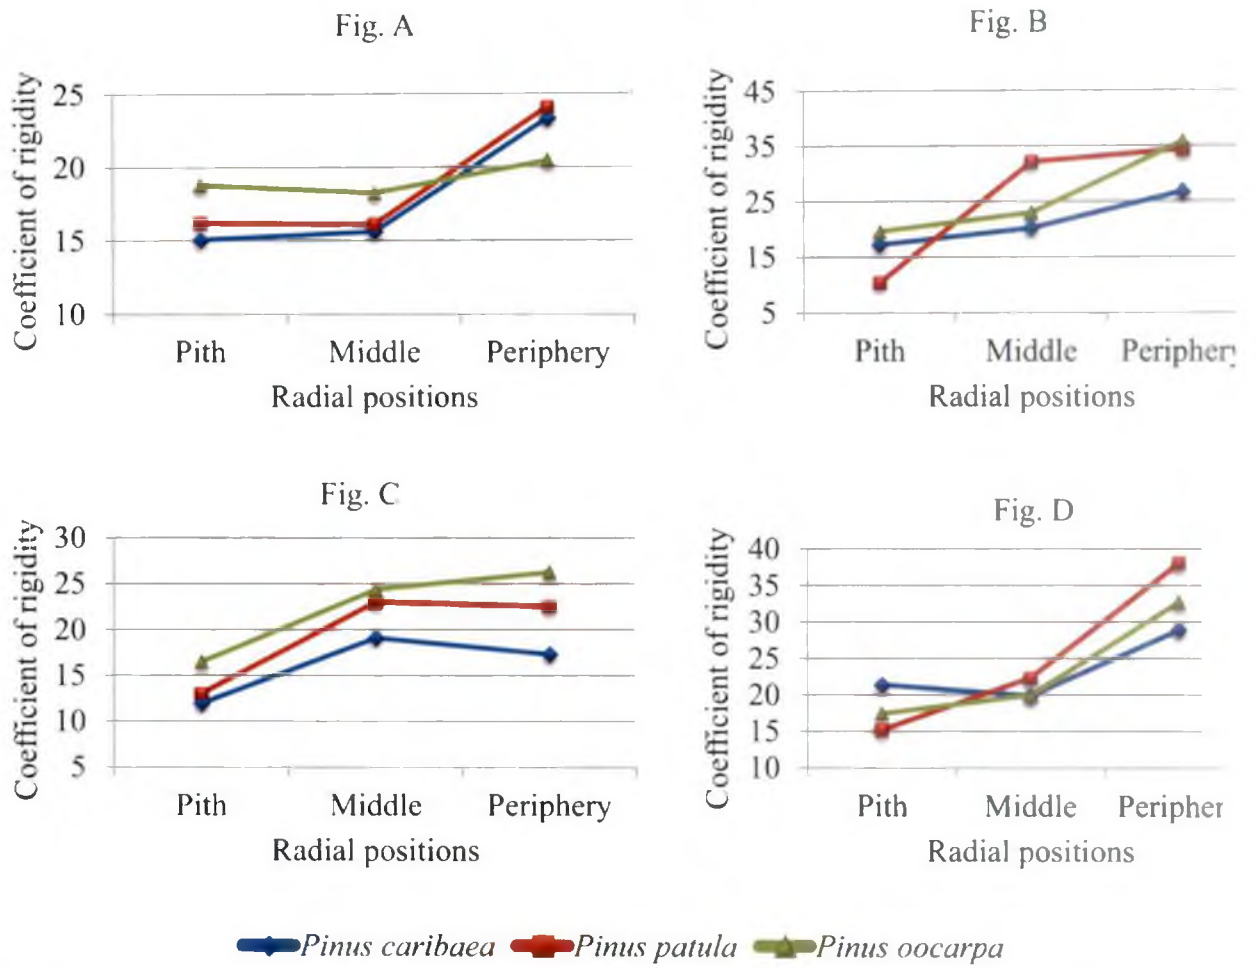 Fig. A
Coefficient of rigidity
25
20
15
10
Pith Middle Periphery
Radial positions
Fig. B
Coefficient of rigidity
45
35
25
15
5
Pith Middle Periphery
Radial positions
Fig. C
Coefficient of rigidity
30
25
20
15
10
5
Pith Middle Periphery
Radial positions
Fig. D
Coefficient of rigidity
40
35
30
25
20
15
10
Pith Middle Peripher
Radial positions
Pinus caribaea Pinus patula Pinus oocarpa